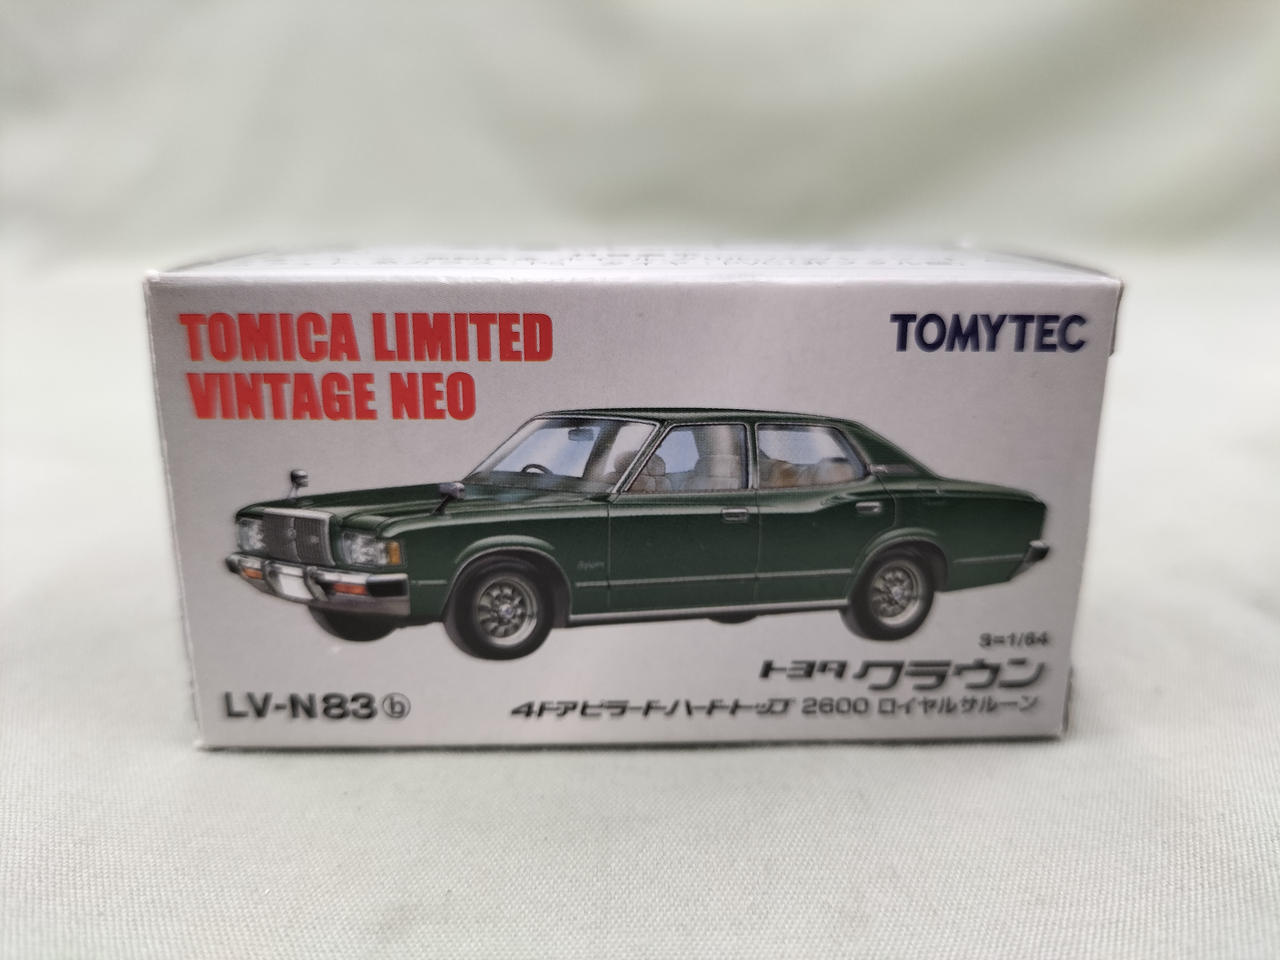 TOMICA LIMITED
VINTAGE NEO
TOMYTEC
S=1/64
トヨタ クラウン
LV-N83ⓑ
4ドアピラードハードトップ 2600 ロイヤルサルーン